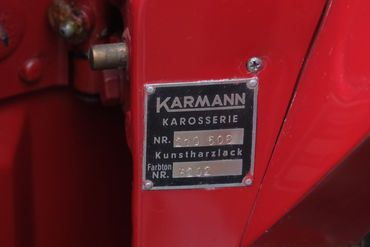 KARMANN
KAROSSERIE
NR.
Kunstharzlack
Farbton
NR.